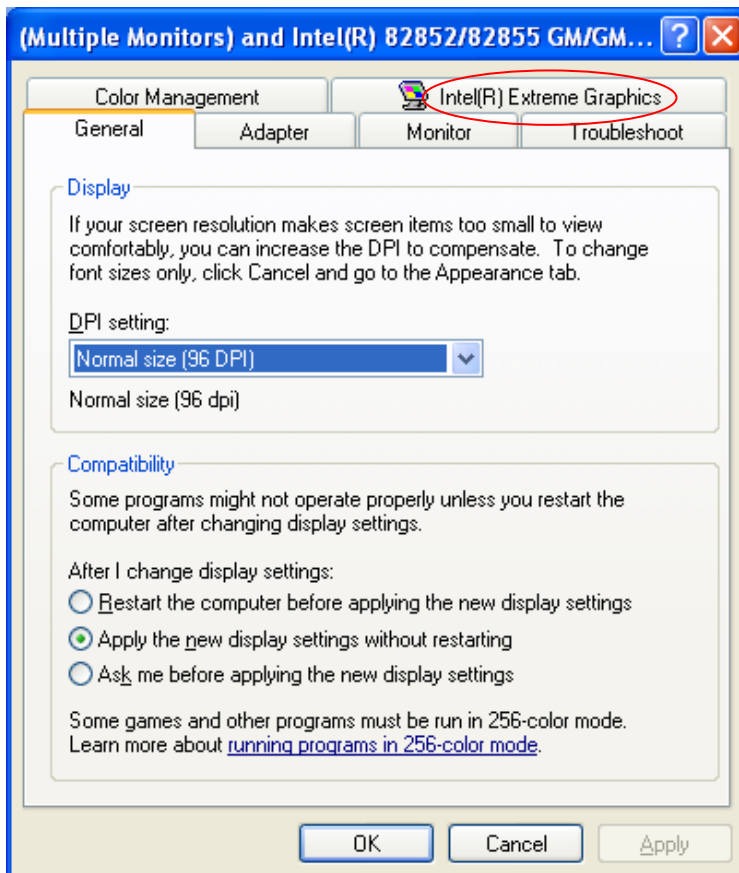 (Multiple Monitors) and Intel(R) 82852/82855 GM/GM... ?
Color Management
Intel(R) Extreme Graphics
General
Adapter
Monitor
Troubleshoot
Display
If your screen resolution makes screen items too small to view
comfortably, you can increase the DPI to compensate. To change
font sizes only, click Cancel and go to the Appearance tab.
DPI setting:
Normal size (96 DPI)
Normal size (96 dpi)
Compatibility
Some programs might not operate properly unless you restart the
computer after changing display settings.
After I change display settings:
Restart the computer before applying the new display settings
Apply the new display settings without restarting
Ask me before applying the new display settings
Some games and other programs must be run in 256-color mode.
Learn more about running programs in 256-color mode.
OK
Cancel
Apply